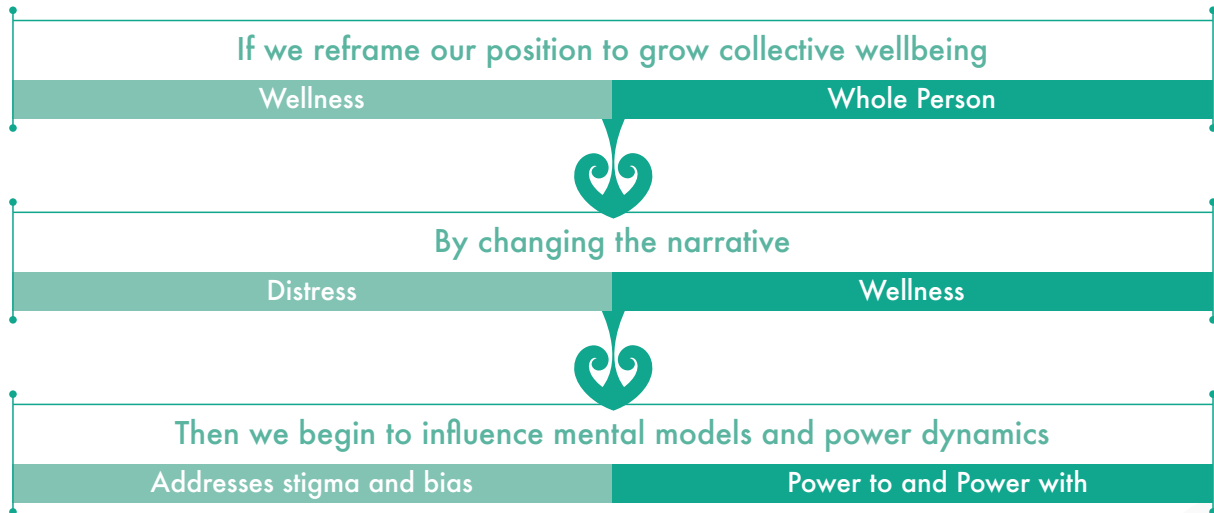 If we reframe our position to grow collective wellbeing
Wellness Whole Person
By changing the narrative
Distress Wellness
Then we begin to influence mental models and power dynamics
Addresses stigma and bias Power to and Power with